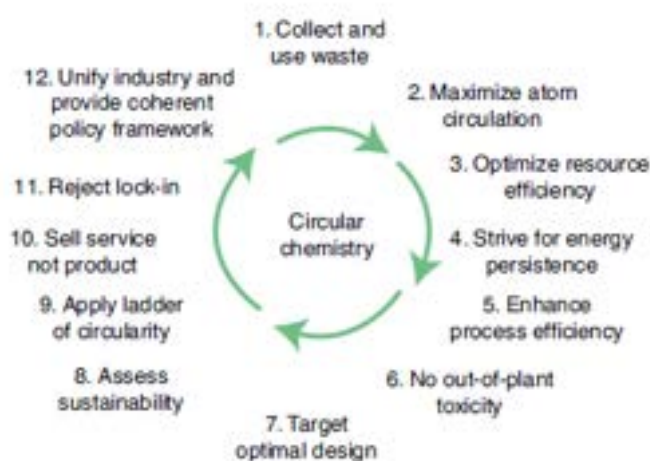 1. Collect and
use waste
2. Maximize atom
circulation
3. Optimize resource
efficiency
4. Strive for energy
persistence
5. Enhance
process efficiency
6. No out-of-plant
toxicity
7. Target
optimal design
8. Assess
sustainability
9. Apply ladder
of circularity
10. Sell service
not product
11. Reject lock-in
12. Unify industry and
provide coherent
policy framework
Circular
chemistry